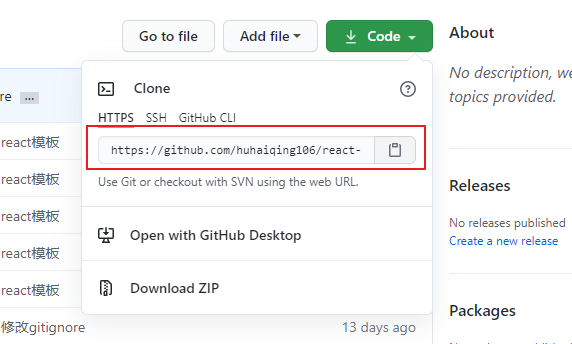 Go to file
Add file
Code
About
No description, we
topics provided.
re ...
Clone
HTTPS SSH GitHub CLI
https://github.com/huhaiqing106/react-
Use Git or checkout with SVN using the web URL.
Open with GitHub Desktop
Download ZIP
react模板
react模板
react模板
react模板
react模板
修改gitignore
13 days ago
Releases
No releases published
Create a new release
Packages